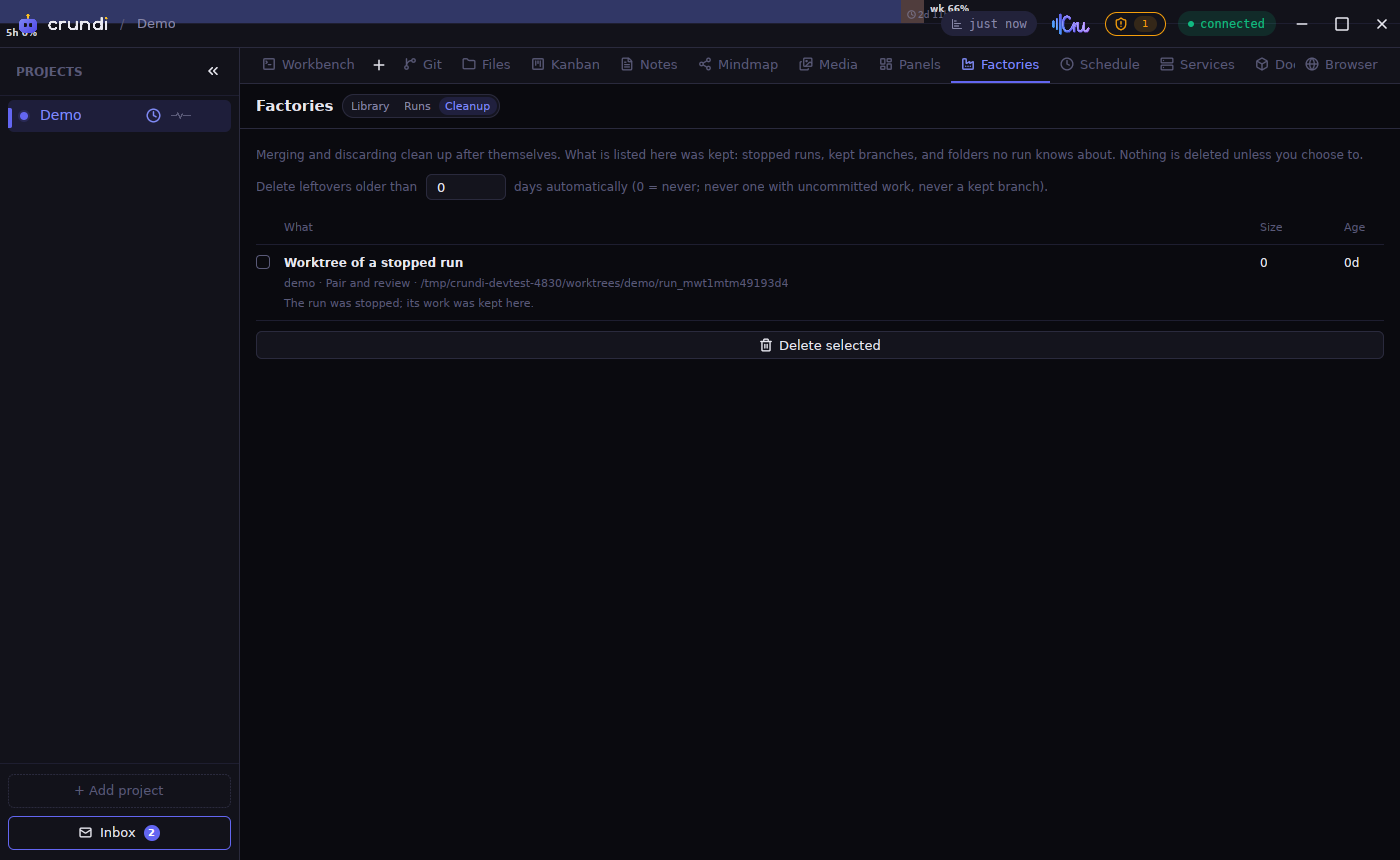 wk 66%
5h 6%
crundi / Demo
2d 11
just now
1
connected
PROJECTS
Workbench
Git
Files
Kanban
Notes
Mindmap
Media
Panels
Factories
Schedule
Services
Doc
Browser
Demo
Factories
Library
Runs
Cleanup
Merging and discarding clean up after themselves. What is listed here was kept: stopped runs, kept branches, and folders no run knows about. Nothing is deleted unless you choose to.
Delete leftovers older than 0 days automatically (0 = never; never one with uncommitted work, never a kept branch).
What Size Age
Worktree of a stopped run 0 0d
demo · Pair and review · /tmp/crundi-devtest-4830/worktrees/demo/run_mwt1mtm49193d4
The run was stopped; its work was kept here.
Delete selected
+ Add project
Inbox 2